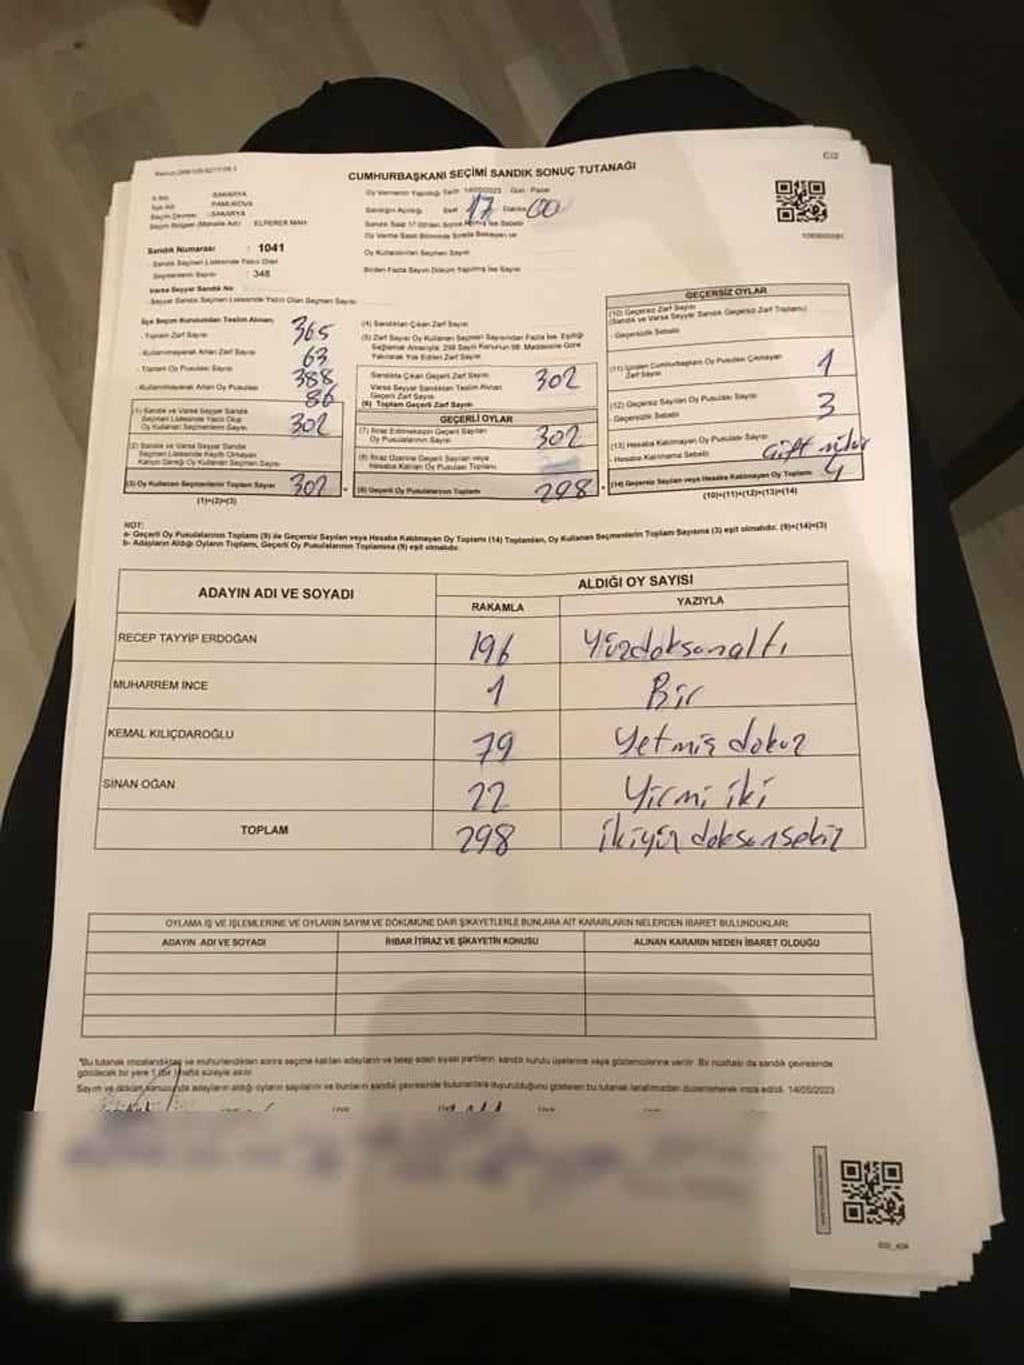 C/2
CUMHURBAŞKANI SEÇİMİ SANDIK SONUÇ TUTANAĞI
İl Adı : SAKARYA
İlçe Adı : PAMUKOVA
Seçim Çevresi : SAKARYA
Seçim Bölgesi (Mahalle Adı) : ELPEREK MAH.
Sandık Numarası : 1041
- Sandık Seçmen Listesinde Yazılı Olan
Seçmenlerin Sayısı : 348
Varsa Seyyar Sandık No
- Seyyar Sandık Seçmen Listesinde Yazılı Olan Seçmen Sayısı
Oy Vermenin Yapıldığı Tarih 14/05/2023 Gün : Pazar
Sandığın Açıldığı Saat 17 Dakika 00
Oy Kullandırılan Seçmen Sayısı
Birden Fazla Sayım Döküm Yapılma İse Sayısı
İlçe Seçim Kurulundan Teslim Alınan;
- Toplam Zarf Sayısı 365
- Kullanılmayarak Artan Zarf Sayısı 63
- Toplam Oy Pusulası Sayısı 388
- Kullanılmayarak Artan Oy Pusulası 86
(1) Sandık ve Varsa Seyyar Sandık
Seçmen Listesinde Yazılı Olup
Oy Kullanan Seçmenlerin Sayısı 302
(2) Sandık ve Varsa Seyyar Sandık
Seçmen Listesinde Kayıtlı Olmayan
Kanun Gereği Oy Kullanan Seçmen Sayısı
(3) Oy Kullanan Seçmenlerin Toplam Sayısı 302
(1)+(2)=(3)
(4) Sandıktan Çıkan Zarf Sayısı
(5) Zarf Sayısı Oy Kullanan Seçmen Sayısından Fazla İse, Eşitliği
Sağlamak Amacıyla, 298 Sayılı Kanunun 98. Maddesine Göre
Yakılarak Yok Edilen Zarf Sayısı
Sandıkta Çıkan Geçerli Zarf Sayısı 302
Varsa Seyyar Sandıktan Teslim Alınan
Geçerli Zarf Sayısı
(6) Toplam Geçerli Zarf Sayısı
GEÇERLİ OYLAR
(7) İtiraz Edilmeksizin Geçerli Sayılan
Oy Pusulalarının Sayısı 302
(8) İtiraz Üzerine Geçerli Sayılan veya
Hesaba Katılan Oy Pusulası Toplamı
(9) Geçerli Oy Pusulalarının Toplamı 298
GEÇERSİZ OYLAR
(10) Geçersiz Zarf Sayısı
(Sandık ve Varsa Seyyar Sandık Geçersiz Zarf Toplamı)
- Geçersizlik Sebebi
(11) İçinden Cumhurbaşkanı Oy Pusulası Çıkmayan
Zarf Sayısı 1
(12) Geçersiz Sayılan Oy Pusulası Sayısı 3
- Geçersizlik Sebebi
(13) Hesaba Katılmayan Oy Pusulası Sayısı
- Hesaba Katılmama Sebebi
(14) Geçersiz Sayılan veya Hesaba Katılmayan Oy Toplamı 4
(10)+(11)+(12)+(13)=(14)
NOT:
a- Geçerli Oy Pusulalarının Toplamı (9) ile Geçersiz Sayılan veya Hesaba Katılmayan Oy Toplamı (14) Toplamları, Oy Kullanan Seçmenlerin Toplam Sayısına (3) eşit olmalıdır. (9)+(14)=(3)
b- Adayların Aldığı Oyların Toplamı, Geçerli Oy Pusulalarının Toplamına (9) eşit olmalıdır.
ADAYIN ADI VE SOYADI
ALDIĞI OY SAYISI
RAKAMLA YAZIYLA
RECEP TAYYİP ERDOĞAN 196 Yüzdoksanaltı
MUHARREM İNCE 1 Bir
KEMAL KILIÇDAROĞLU 79 Yetmiş dokuz
SİNAN OĞAN 22 Yirmi iki
TOPLAM 298 İkiyüz doksansekiz
OYLAMA İŞ VE İŞLEMLERİNE VE OYLARIN SAYIM VE DÖKÜMÜNE DAİR ŞİKAYETLERLE BUNLARA AİT KARARLARIN NELERDEN İBARET BULUNDUKLARI
ADAYIN ADI VE SOYADI İHBAR İTİRAZ VE ŞİKAYETİN KONUSU ALINAN KARARIN NEDEN İBARET OLDUĞU
"Bu tutanak imzalandıktan ve mühürlendikten sonra seçime katılan adayların ve talep eden siyasi partilerin, sandık kurulu üyelerine veya gözlemcilerine verilir. Bir nüshası da sandık çevresinde
görülecek bir yere 1 (bir) hafta süreyle asılır.
Sayım ve döküm sonucunda adayların aldığı oyların sayılarını ve bunların sandık çevresinde bulunanlara duyurulduğunu gösteren bu tutanak tarafımızdan düzenlenerek imza edildi. 14/05/2023